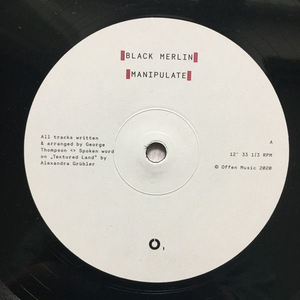 BLACK MERLIN
MANIPULATE
All tracks written
& arranged by George
Thompson <> Spoken word
on „Textured Land" by
Alexandra Grübler
A
12" 33 1/3 RPM
© Offen Music 2020